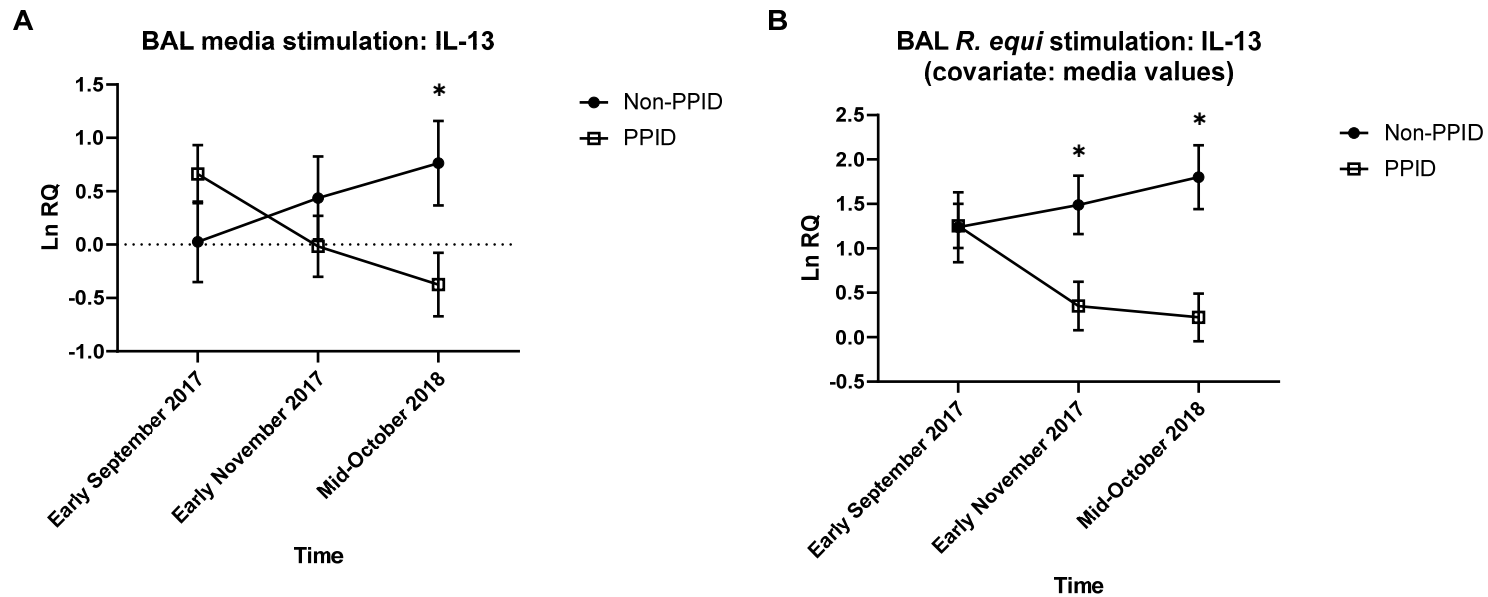 A
BAL media stimulation: IL-13
1.5
1.0
0.5
0.0
-0.5
-1.0
Ln RQ
*
Non-PPID
PPID
Early September 2017
Early November 2017
Mid-October 2018
Time
B
BAL R. equi stimulation: IL-13
(covariate: media values)
2.5
2.0
1.5
1.0
0.5
0.0
-0.5
Ln RQ
*
*
Non-PPID
PPID
Early September 2017
Early November 2017
Mid-October 2018
Time